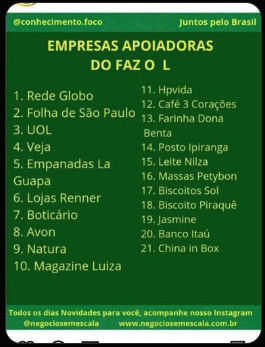 @conhecimento.foco
Juntos pelo Brasil
EMPRESAS APOIADORAS
DO FAZ O L
1. Rede Globo
2. Folha de São Paulo
3. UOL
4. Veja
5. Empanadas La
Guapa
6. Lojas Renner
7. Boticário
8. Avon
9. Natura
10. Magazine Luiza
11. Hpvida
12. Café 3 Corações
13. Farinha Dona
Benta
14. Posto Ipiranga
15. Leite Nilza
16. Massas Petybon
17. Biscoitos Sol
18. Biscoito Piraquê
19. Jasmine
20. Banco Itaú
21. China in Box
Todos os dias Novidades para você, acompanhe nosso Instagram
@negociosemescala www.negociosemescala.com.br